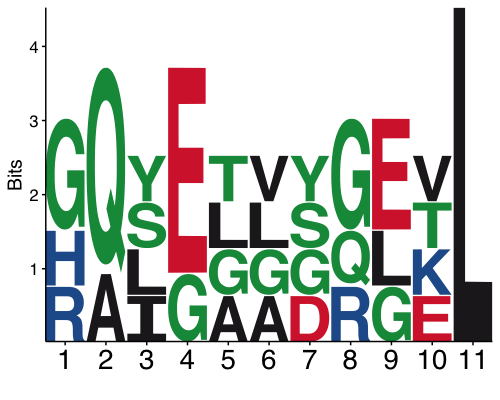 4
3
2
1
Bits
G Q Y E T V Y G E V L
H A S G L L S Q L T
R L G G G R G K
I A A D E
1 2 3 4 5 6 7 8 9 10 11